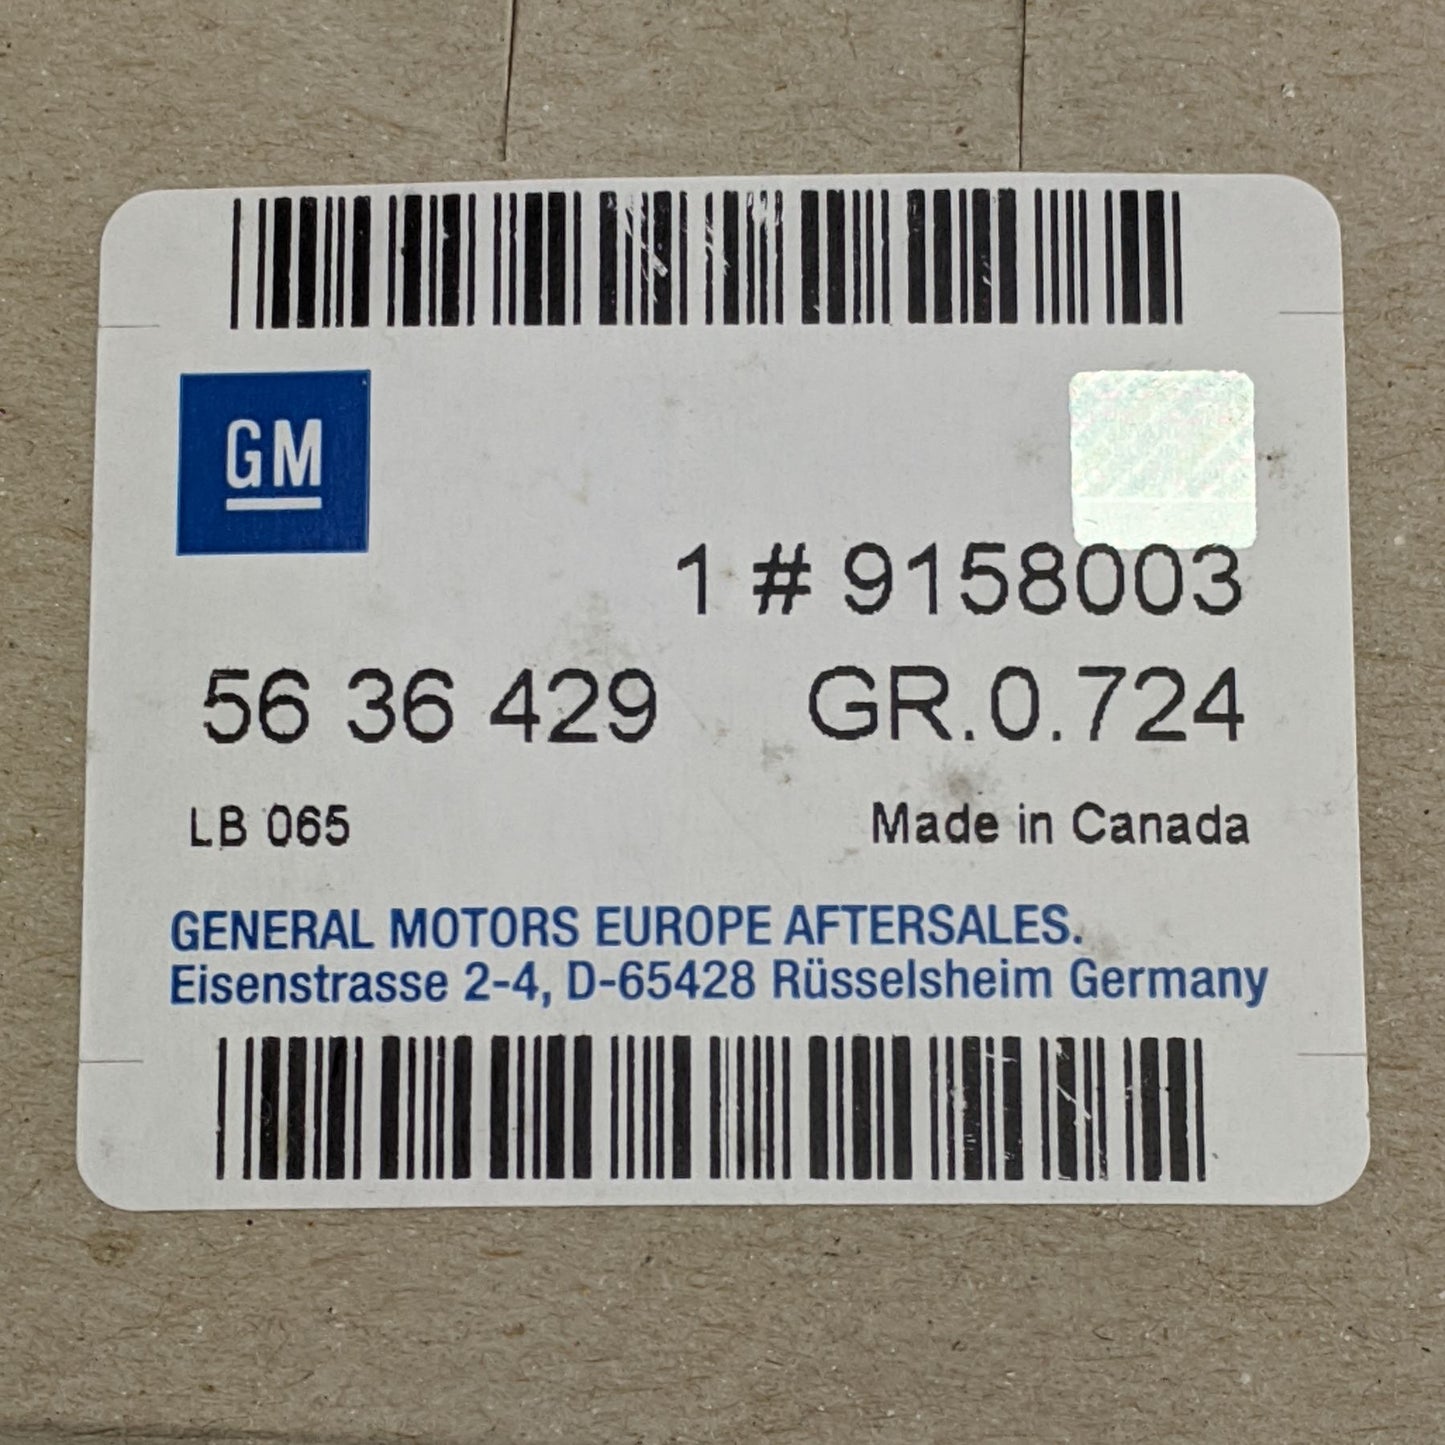 GM
1 # 9158003
56 36 429 GR.0.724
LB 065 Made in Canada
GENERAL MOTORS EUROPE AFTERSALES.
Eisenstrasse 2-4, D-65428 Rüsselsheim Germany